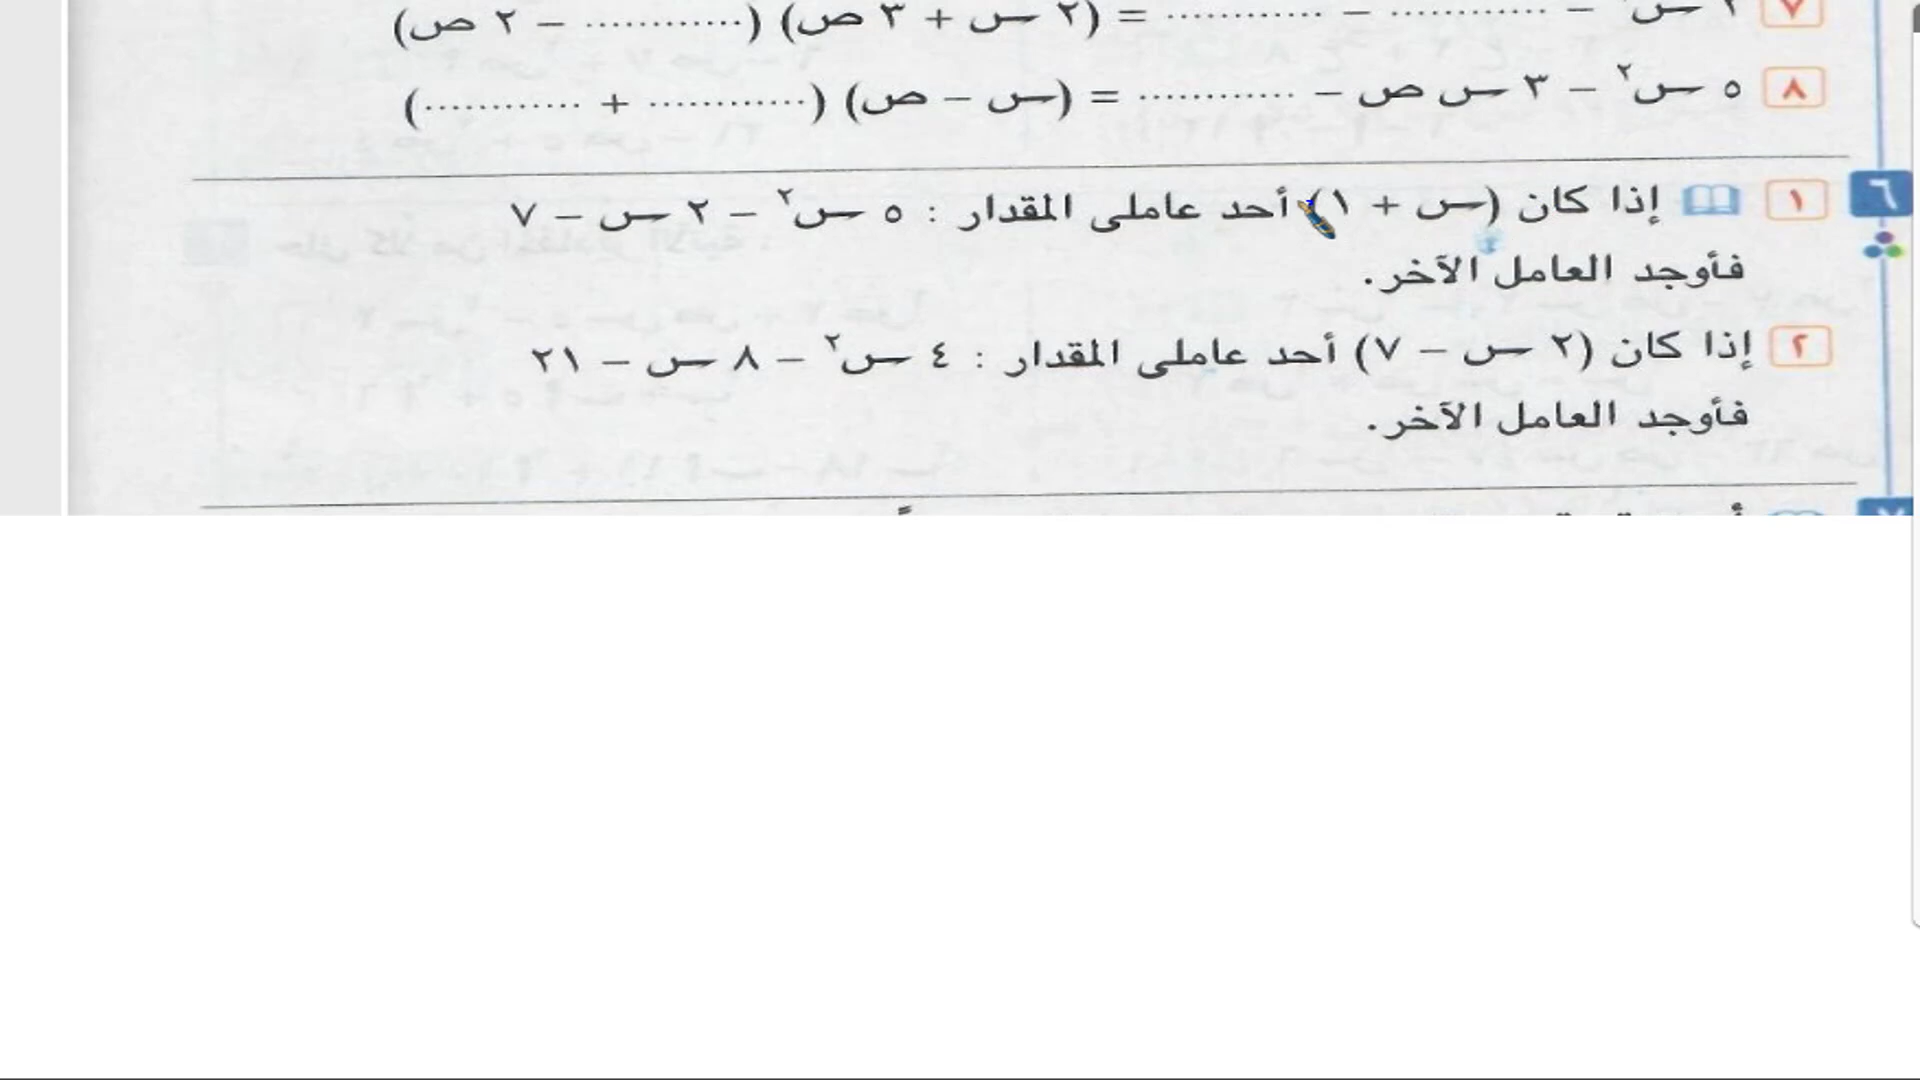 ٧ ٢ س٢ − ............ − ............ = (٢ س + ٣ ص) (............ − ٢ ص)
٨ ٥ س٢ − ٣ س ص − ............ = (س − ص) (............ + ............)
٦ ١ إذا كان (س + ١) أحد عاملى المقدار : ٥ س٢ − ٢ س − ٧
فأوجد العامل الآخر.
٢ إذا كان (٢ س − ٧) أحد عاملى المقدار : ٤ س٢ − ٨ س − ٢١
فأوجد العامل الآخر.